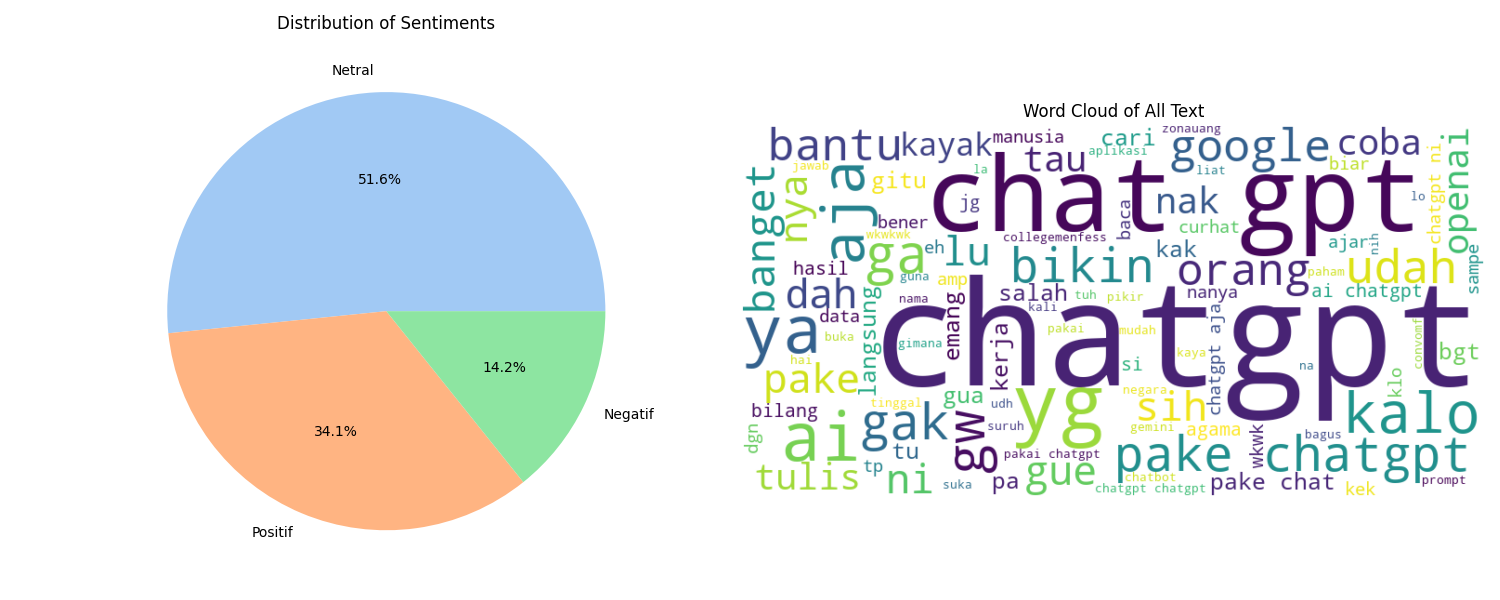 Distribution of Sentiments
Netral
51.6%
14.2%
Negatif
34.1%
Positif
Word Cloud of All Text
zonauang
bantu
kayak
manusia
cari
aplikasi
google
coba
openai
tau
biar
chatgpt ni
jawab
la
liat
gitu
banget
nya
aja
chat gpt
jg
nak
lo
baca
bener
curhat
wkwkwk
collegemenfess
eh
lu
kak
ajar
nih
sampe
ga
bikin
orang
udah
hasil
guna
amp
paham
dah
nama
salah
tuh
pikir
nanya
ai chatgpt
data
langsung
emang
kali
chatgpt
ya
buka
gimana
kerja
pakai
mudah
chatgpt aja
convomf
bgt
hai
kaya
na
si
pake
klo
gua
negara
tinggal
udh
yg
sih
kalo
bilang
gak
gw
suruh
gemini
agama
bagus
dgn
ai
tu
pakai chatgpt
pake
wkwk
chatgpt
tp
tulis
ni
suka
pa
gue
chatbot
chatgpt chatgpt
pake chat
kek
prompt